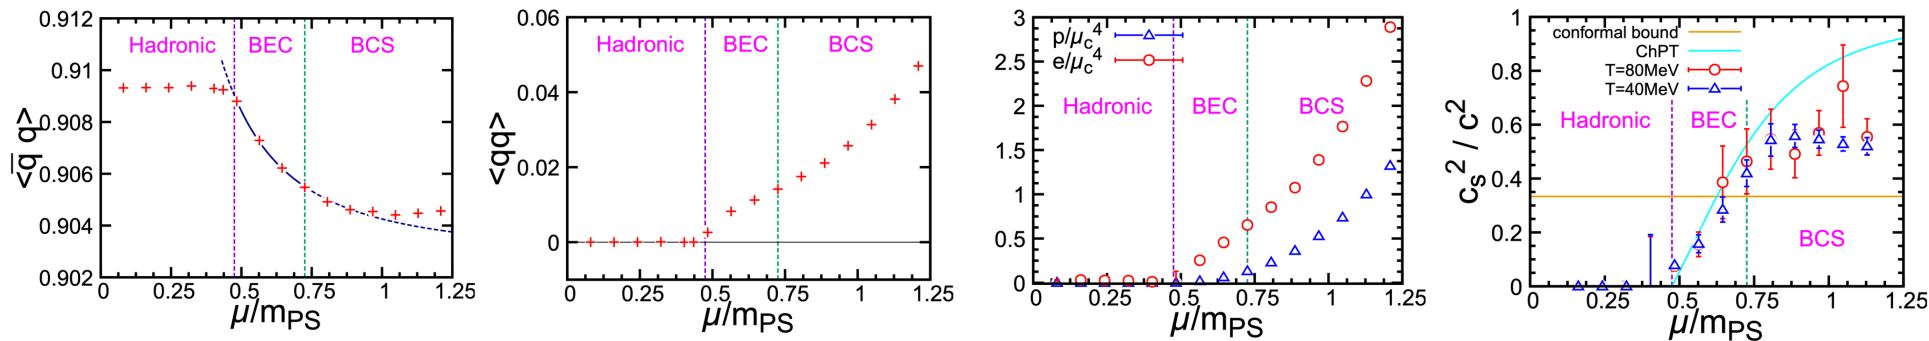 0.912
0.91
0.908
0.906
0.904
0.902
<q̄ q>
Hadronic
BEC
BCS
0 0.25 0.5 0.75 1 1.25
μ/mPS
0.06
0.04
0.02
0
<qq>
Hadronic
BEC
BCS
0 0.25 0.5 0.75 1 1.25
μ/mPS
3
2.5
2
1.5
1
0.5
0
p/μc⁴
e/μc⁴
Hadronic
BEC
BCS
0 0.25 0.5 0.75 1 1.25
μ/mPS
1
0.8
0.6
0.4
0.2
0
cs² / c²
conformal bound
ChPT
T=80MeV
T=40MeV
Hadronic
BEC
BCS
0 0.25 0.5 0.75 1 1.25
μ/mPS